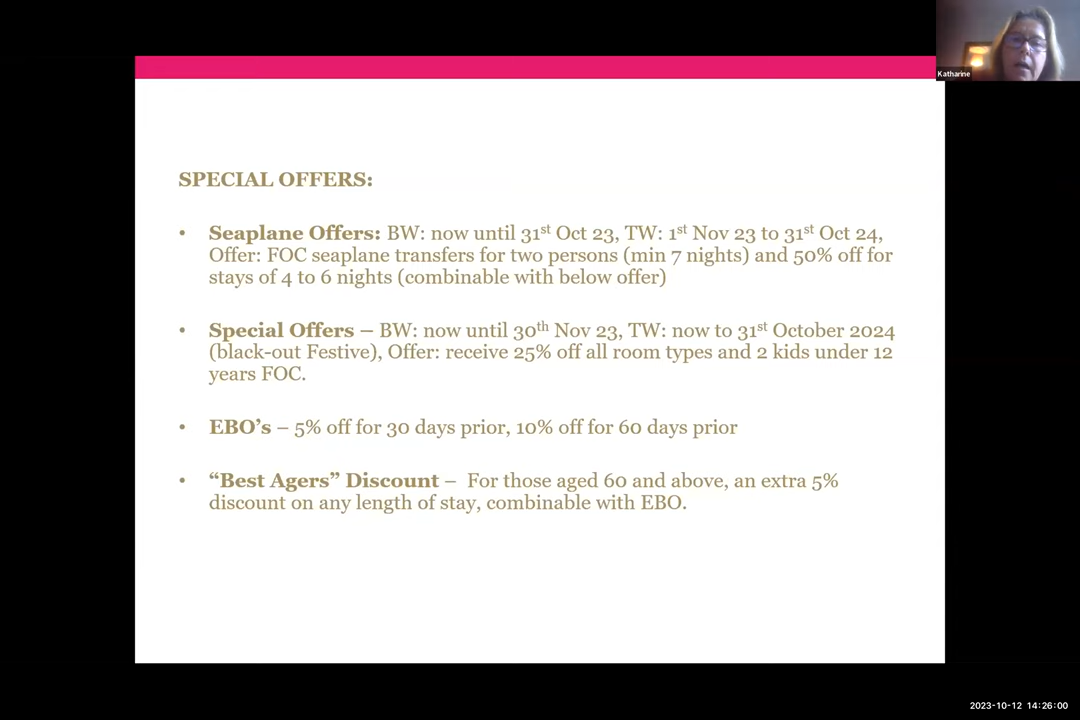 Katharine
SPECIAL OFFERS:
• Seaplane Offers: BW: now until 31st Oct 23, TW: 1st Nov 23 to 31st Oct 24,
Offer: FOC seaplane transfers for two persons (min 7 nights) and 50% off for
stays of 4 to 6 nights (combinable with below offer)
• Special Offers – BW: now until 30th Nov 23, TW: now to 31st October 2024
(black-out Festive), Offer: receive 25% off all room types and 2 kids under 12
years FOC.
• EBO’s – 5% off for 30 days prior, 10% off for 60 days prior
• “Best Agers” Discount – For those aged 60 and above, an extra 5%
discount on any length of stay, combinable with EBO.
2023-10-12 14:26:00